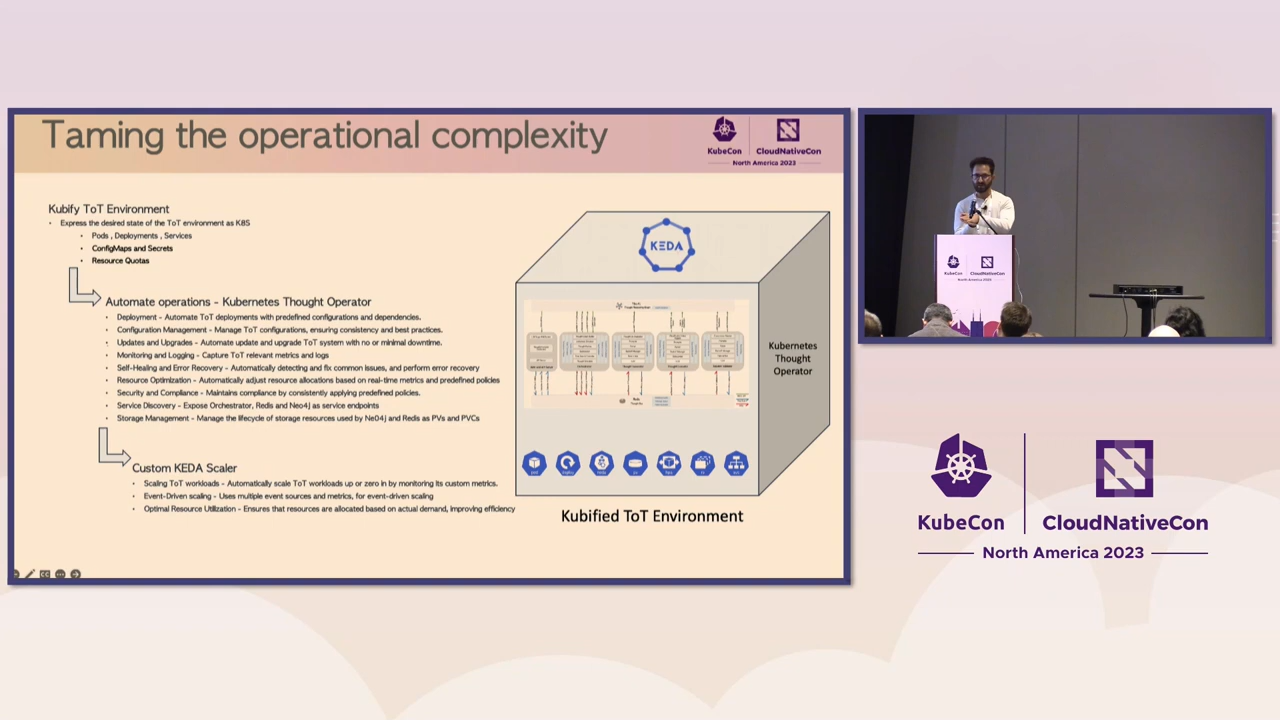 Taming the operational complexity
KubeCon
CloudNativeCon
North America 2023
Kubify ToT Environment
• Express the desired state of the ToT environment as K8S
• Pods , Deployments , Services
• ConfigMaps and Secrets
• Resource Quotas
Automate operations - Kubernetes Thought Operator
• Deployment - Automate ToT deployments with predefined configurations and dependencies.
• Configuration Management - Manage ToT configurations, ensuring consistency and best practices.
• Updates and Upgrades - Automate update and upgrade ToT system with no or minimal downtime.
• Monitoring and Logging - Capture ToT relevant metrics and logs
• Self-Healing and Error Recovery - Automatically detecting and fix common issues, and perform error recovery
• Resource Optimization - Automatically adjust resource allocations based on real-time metrics and predefined policies
• Security and Compliance - Maintains compliance by consistently applying predefined policies.
• Service Discovery - Expose Orchestrator, Redis and Neo4j as service endpoints
• Storage Management - Manage the lifecycle of storage resources used by Ne04j and Redis as PVs and PVCs
Custom KEDA Scaler
• Scaling ToT workloads - Automatically scale ToT workloads up or zero in by monitoring its custom metrics.
• Event-Driven scaling - Uses multiple event sources and metrics, for event-driven scaling
• Optimal Resource Utilization - Ensures that resources are allocated based on actual demand, improving efficiency
KEDA
Kubernetes
Thought
Operator
Kubified ToT Environment
KubeCon
CloudNativeCon
KubeCon
CloudNativeCon
North America 2023